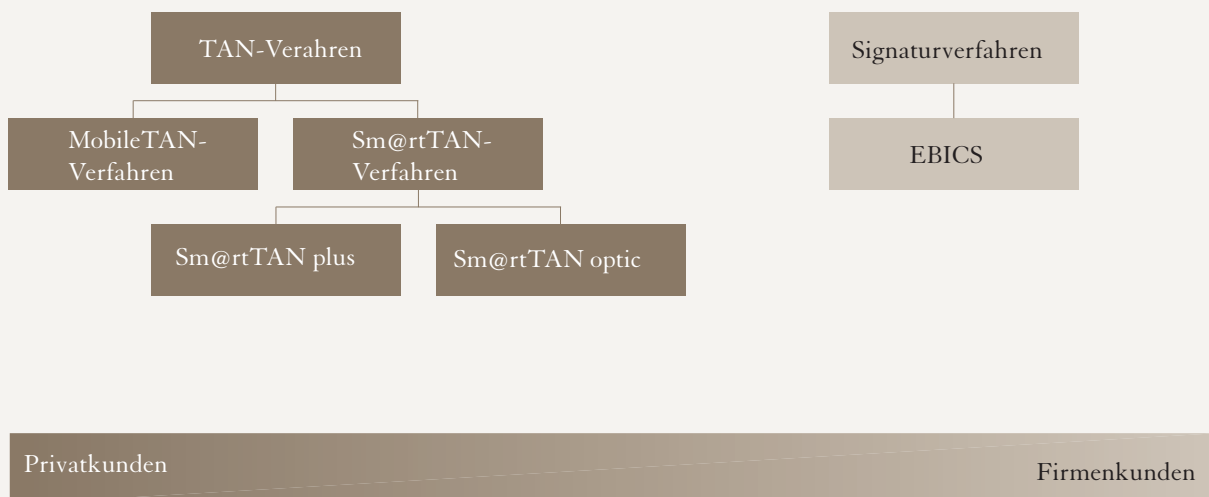 TAN-Verahren
Signaturverfahren
MobileTAN-
Verfahren
Sm@rtTAN-
Verfahren
EBICS
Sm@rtTAN plus
Sm@rtTAN optic
Privatkunden
Firmenkunden